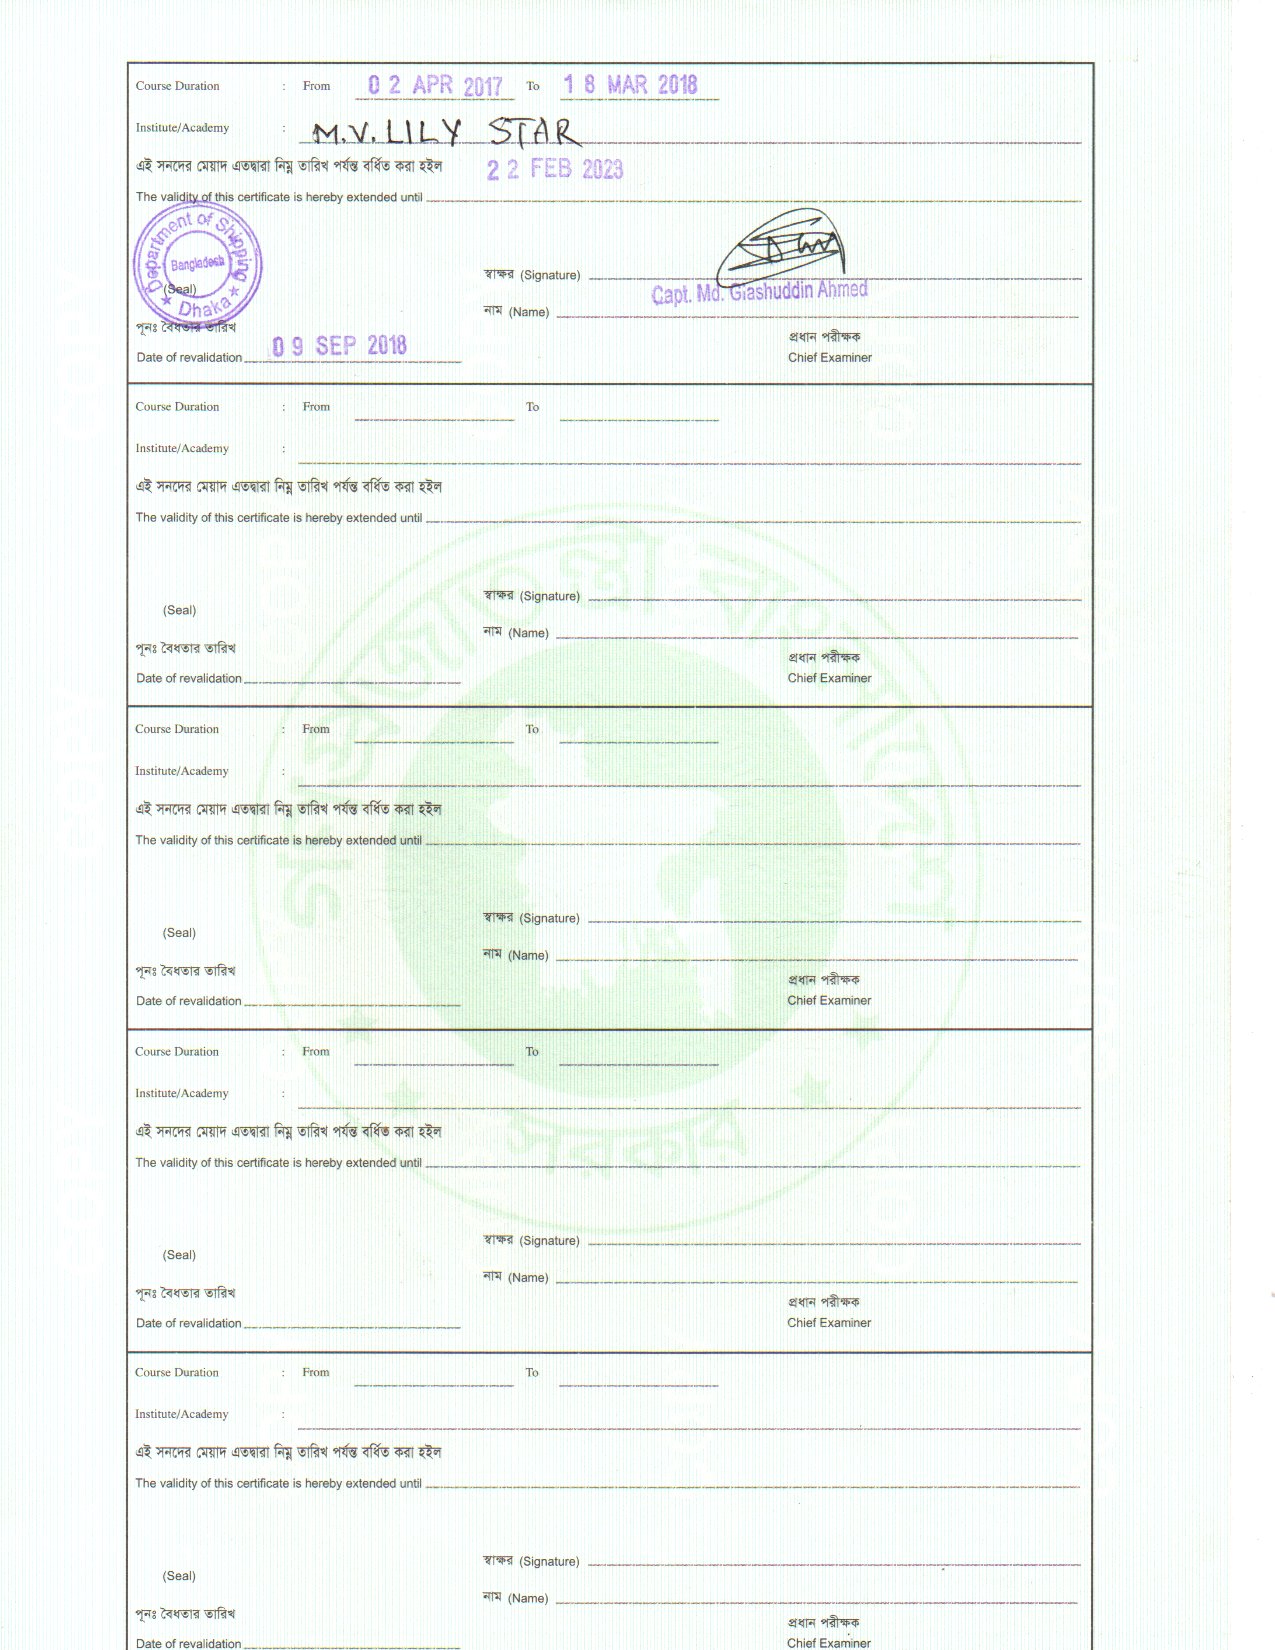 Course Duration : From 02 APR 2017 To 18 MAR 2018
Institute/Academy : M.V. LILY STAR
এই সনদের মেয়াদ এতদ্বারা নিম্ন তারিখ পর্যন্ত বর্ধিত করা হইল 22 FEB 2023
The validity of this certificate is hereby extended until
Department of Shipping
Bangladesh
Dhaka
(Seal)
স্বাক্ষর (Signature)
Capt. Md. Giashuddin Ahmed
নাম (Name)
পূনঃ বৈধতার তারিখ
প্রধান পরীক্ষক
Date of revalidation 09 SEP 2018
Chief Examiner
Course Duration : From To
Institute/Academy :
এই সনদের মেয়াদ এতদ্বারা নিম্ন তারিখ পর্যন্ত বর্ধিত করা হইল
The validity of this certificate is hereby extended until
স্বাক্ষর (Signature)
(Seal)
নাম (Name)
পূনঃ বৈধতার তারিখ
প্রধান পরীক্ষক
Date of revalidation
Chief Examiner
Course Duration : From To
Institute/Academy :
এই সনদের মেয়াদ এতদ্বারা নিম্ন তারিখ পর্যন্ত বর্ধিত করা হইল
The validity of this certificate is hereby extended until
স্বাক্ষর (Signature)
(Seal)
নাম (Name)
পূনঃ বৈধতার তারিখ
প্রধান পরীক্ষক
Date of revalidation
Chief Examiner
Course Duration : From To
Institute/Academy :
এই সনদের মেয়াদ এতদ্বারা নিম্ন তারিখ পর্যন্ত বর্ধিত করা হইল
The validity of this certificate is hereby extended until
স্বাক্ষর (Signature)
(Seal)
নাম (Name)
পূনঃ বৈধতার তারিখ
প্রধান পরীক্ষক
Date of revalidation
Chief Examiner
Course Duration : From To
Institute/Academy :
এই সনদের মেয়াদ এতদ্বারা নিম্ন তারিখ পর্যন্ত বর্ধিত করা হইল
The validity of this certificate is hereby extended until
স্বাক্ষর (Signature)
(Seal)
নাম (Name)
পূনঃ বৈধতার তারিখ
প্রধান পরীক্ষক
Date of revalidation
Chief Examiner
গণপ্রজাতন্ত্রী বাংলাদেশ
সরকার